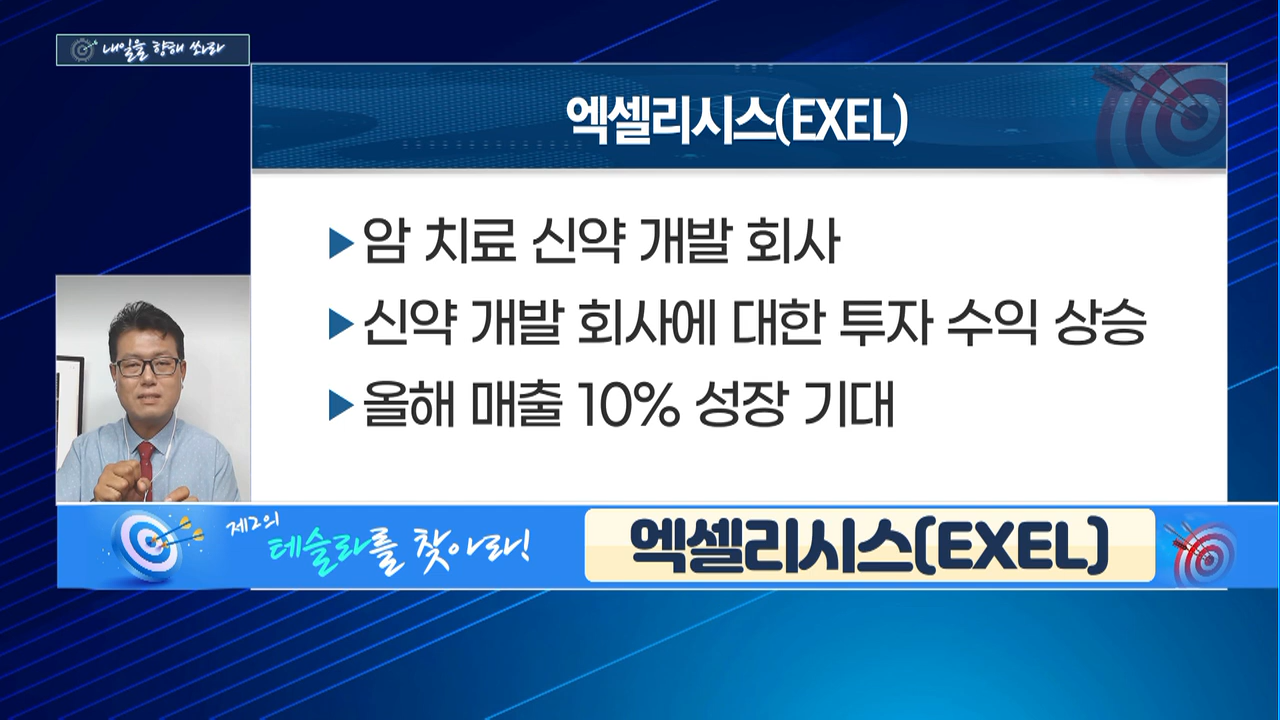 내일을 향해 쏴라
엑셀리시스(EXEL)
▶암 치료 신약 개발 회사
▶신약 개발 회사에 대한 투자 수익 상승
▶올해 매출 10% 성장 기대
제2의
테슬라를 찾아라!
엑셀리시스(EXEL)